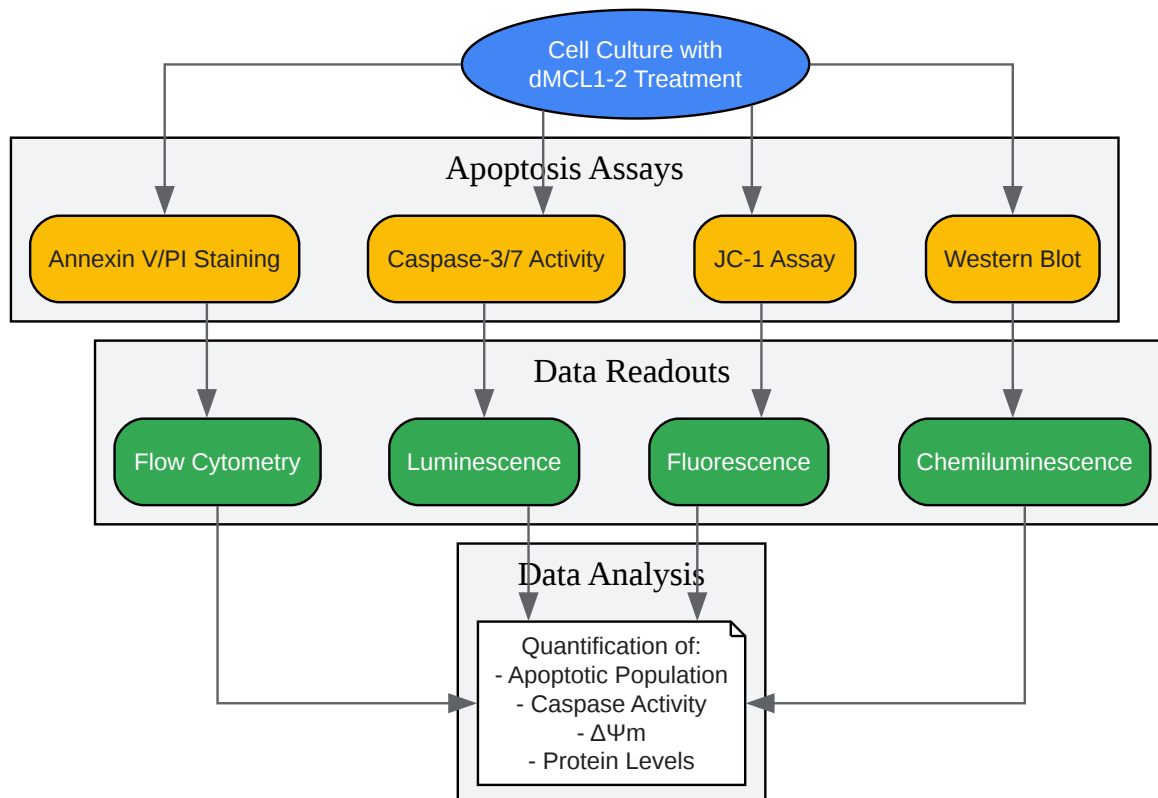 Cell Culture with
dMCL1-2 Treatment
Apoptosis Assays
Annexin V/PI Staining
Caspase-3/7 Activity
JC-1 Assay
Western Blot
Data Readouts
Flow Cytometry
Luminescence
Fluorescence
Chemiluminescence
Data Analysis
Quantification of:
- Apoptotic Population
- Caspase Activity
- ΔΨm
- Protein Levels